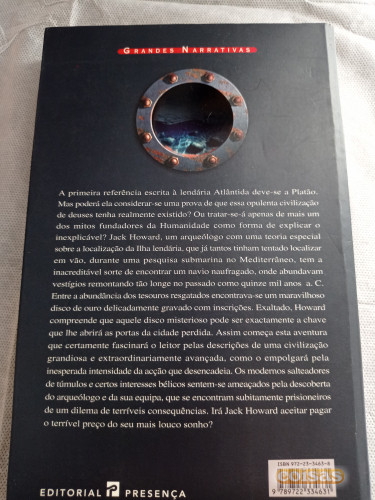 GRANDES NARRATIVAS
A primeira referência escrita à lendária Atlântida deve-se a Platão.
Mas poderá ela considerar-se uma prova de que essa opulenta civilização
de deuses tenha realmente existido? Ou tratar-se-á apenas de mais um
dos mitos fundadores da Humanidade como forma de explicar o
inexplicável? Jack Howard, um arqueólogo com uma teoria especial
sobre a localização da Ilha lendária, que já tantos tinham tentado localizar
em vão, durante uma pesquisa submarina no Mediterrâneo, tem a
inacreditável sorte de encontrar um navio naufragado, onde abundavam
vestígios remontando tão longe no passado como quinze mil anos a. C.
Entre a abundância dos tesouros resgatados encontrava-se um maravilhoso
disco de ouro delicadamente gravado com inscrições. Exaltado, Howard
compreende que aquele disco misterioso pode ser exactamente a chave
que lhe abrirá as portas da cidade perdida. Assim começa esta aventura
que certamente fascinará o leitor pelas descrições de uma civilização
grandiosa e extraordinariamente avançada, como o empolgará pela
inesperada intensidade da acção que desencadeia. Os modernos salteadores
de túmulos e certos interesses bélicos sentem-se ameaçados pela descoberta
do arqueólogo e da sua equipa, que se encontram subitamente prisioneiros
de um dilema de terríveis consequências. Irá Jack Howard aceitar pagar
o terrível preço do seu mais louco sonho?
ISBN 972-23-3463-8
9 789722 334631
EDITORIAL PRESENÇA
coisas